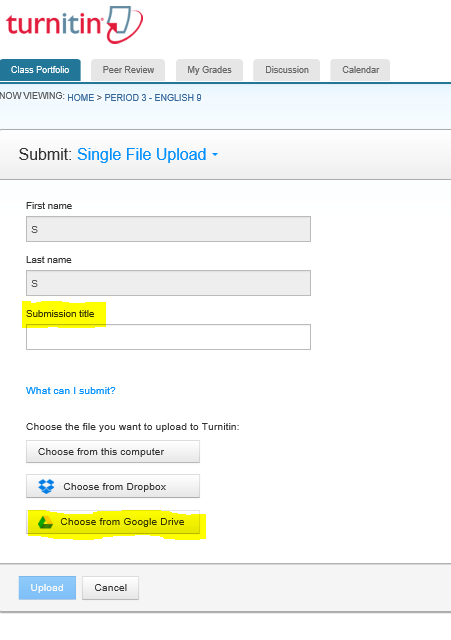 turnitin
Class Portfolio Peer Review My Grades Discussion Calendar
NOW VIEWING: HOME > PERIOD 3 - ENGLISH 9
Submit: Single File Upload
First name
S
Last name
S
Submission title
What can I submit?
Choose the file you want to upload to Turnitin:
Choose from this computer
Choose from Dropbox
Choose from Google Drive
Upload Cancel